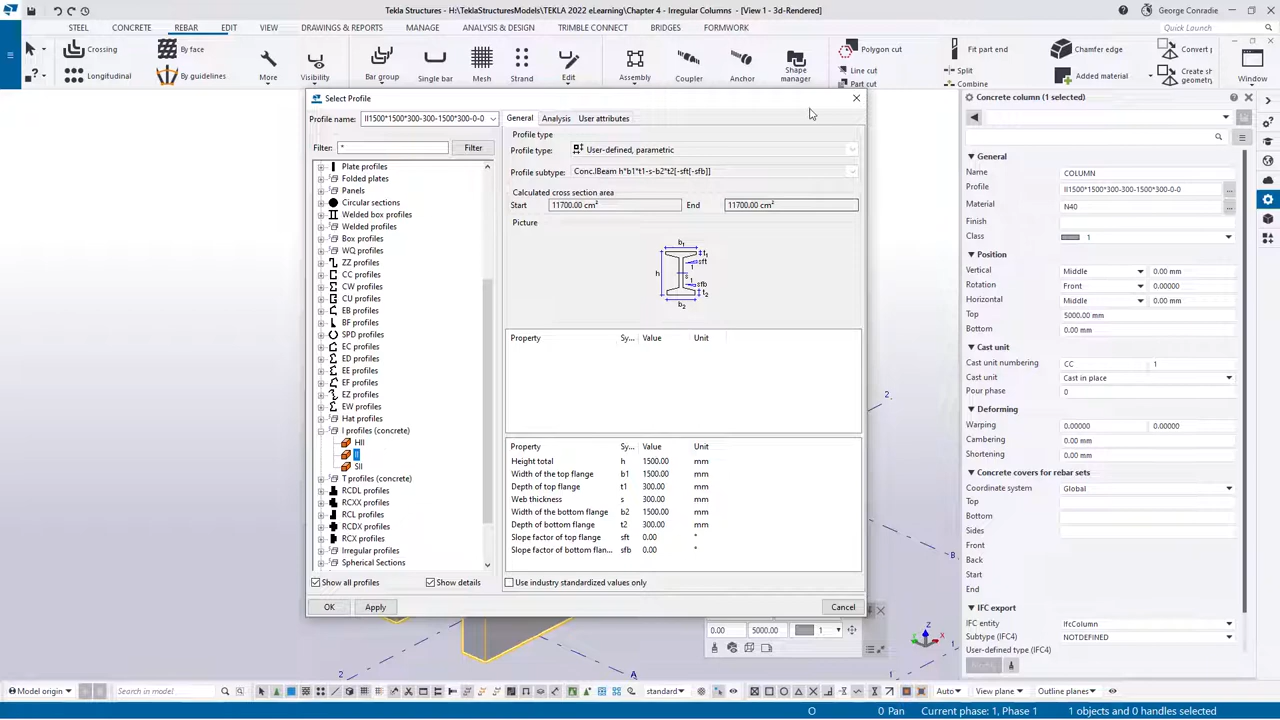 Tekla Structures - H:\TeklaStructuresModels\TEKLA 2022 eLearning\Chapter 4 - Irregular Columns - [View 1 - 3d-Rendered]
George Conradie
STEEL CONCRETE REBAR EDIT VIEW DRAWINGS & REPORTS MANAGE ANALYSIS & DESIGN TRIMBLE CONNECT BRIDGES FORMWORK
Quick Launch
Crossing
Longitudinal
By face
By guidelines
More
Visibility
Bar group
Single bar
Mesh
Strand
Edit
Assembly
Coupler
Anchor
Shape manager
Polygon cut
Line cut
Part cut
Fit part end
Split
Combine
Chamfer edge
Added material
Convert
Create sh
geometry
Window
Select Profile
Profile name: II1500*1500*300-300-1500*300-0-0
Filter: * Filter
Plate profiles
Folded plates
Panels
Circular sections
Welded box profiles
Welded profiles
Box profiles
WQ profiles
ZZ profiles
CC profiles
CW profiles
CU profiles
EB profiles
BF profiles
SPD profiles
EC profiles
ED profiles
EE profiles
EF profiles
EZ profiles
EW profiles
Hat profiles
I profiles (concrete)
HII
II
SII
T profiles (concrete)
RCDL profiles
RCXX profiles
RCL profiles
RCDX profiles
RCX profiles
Irregular profiles
Spherical Sections
Show all profiles Show details
OK Apply Cancel
General Analysis User attributes
Profile type
Profile type: User-defined, parametric
Profile subtype: Conc.IBeam h*b1*t1-s-b2*t2[-sft[-sfb]]
Calculated cross section area
Start 11700.00 cm² End 11700.00 cm²
Picture
b1
t1
sft
1
h
s
1
sfb
t2
b2
Property Sy... Value Unit
Property Sy... Value Unit
Height total h 1500.00 mm
Width of the top flange b1 1500.00 mm
Depth of top flange t1 300.00 mm
Web thickness s 300.00 mm
Width of the bottom flange b2 1500.00 mm
Depth of bottom flange t2 300.00 mm
Slope factor of top flange sft 0.00 °
Slope factor of bottom flan... sfb 0.00 °
Use industry standardized values only
Concrete column (1 selected)
General
Name COLUMN
Profile II1500*1500*300-300-1500*300-0-0
Material N40
Finish
Class 1
Position
Vertical Middle 0.00 mm
Rotation Front 0.00000
Horizontal Middle 0.00 mm
Top 5000.00 mm
Bottom 0.00 mm
Cast unit
Cast unit numbering CC 1
Cast unit Cast in place
Pour phase 0
Deforming
Warping 0.00000 0.00000
Cambering 0.00 mm
Shortening 0.00 mm
Concrete covers for rebar sets
Coordinate system Global
Top
Bottom
Sides
Front
Back
Start
End
IFC export
IFC entity IfcColumn
Subtype (IFC4) NOTDEFINED
User-defined type (IFC4)
Modify
2
B
2 A 1
Z
X
0.00 5000.00 1
Model origin Search in model standard Auto View plane Outline planes
O 0 Pan Current phase: 1, Phase 1 1 objects and 0 handles selected